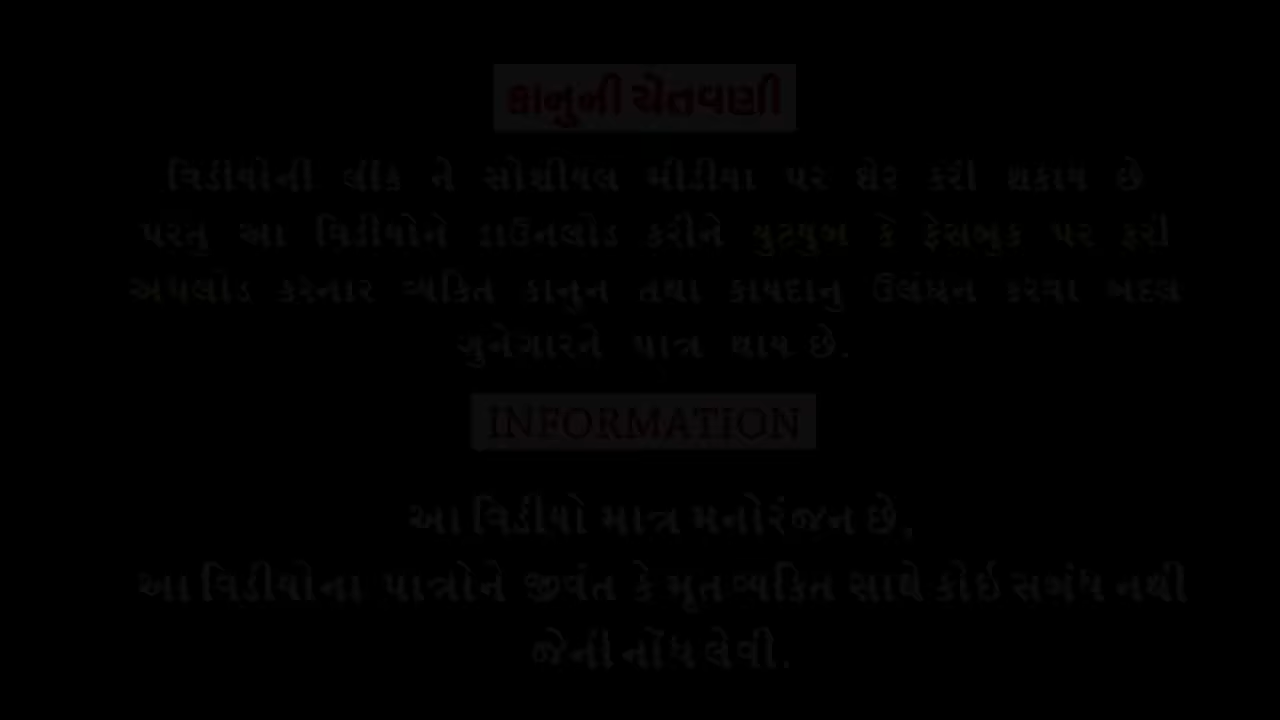 કાનુની ચેતવણી
વિડીયોની લીંક ને સોશીયલ મીડીયા પર શેર કરી શકાય છે
પરંતુ આ વિડીયોને ડાઉનલોડ કરીને યુટયુબ કે ફેસબુક પર ફરી
અપલોડ કરનાર વ્યકિત કાનુન તથા કાયદાનુ ઉલંઘન કરવા બદલ
ગુનેગારને પાત્ર થાય છે.
INFORMATION
આ વિડીયો માત્ર મનોરંજન છે,
આ વિડીયોના પાત્રોને જીવંત કે મૃત વ્યકિત સાથે કોઇ સબંધ નથી
જેની નોંધ લેવી.